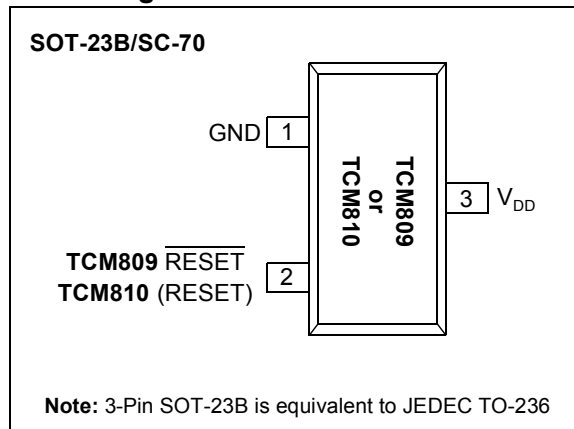 SOT-23B/SC-70
GND 1
TCM809
or
TCM810
3 VDD
TCM809 RESET
2
TCM810 (RESET)
Note: 3-Pin SOT-23B is equivalent to JEDEC TO-236